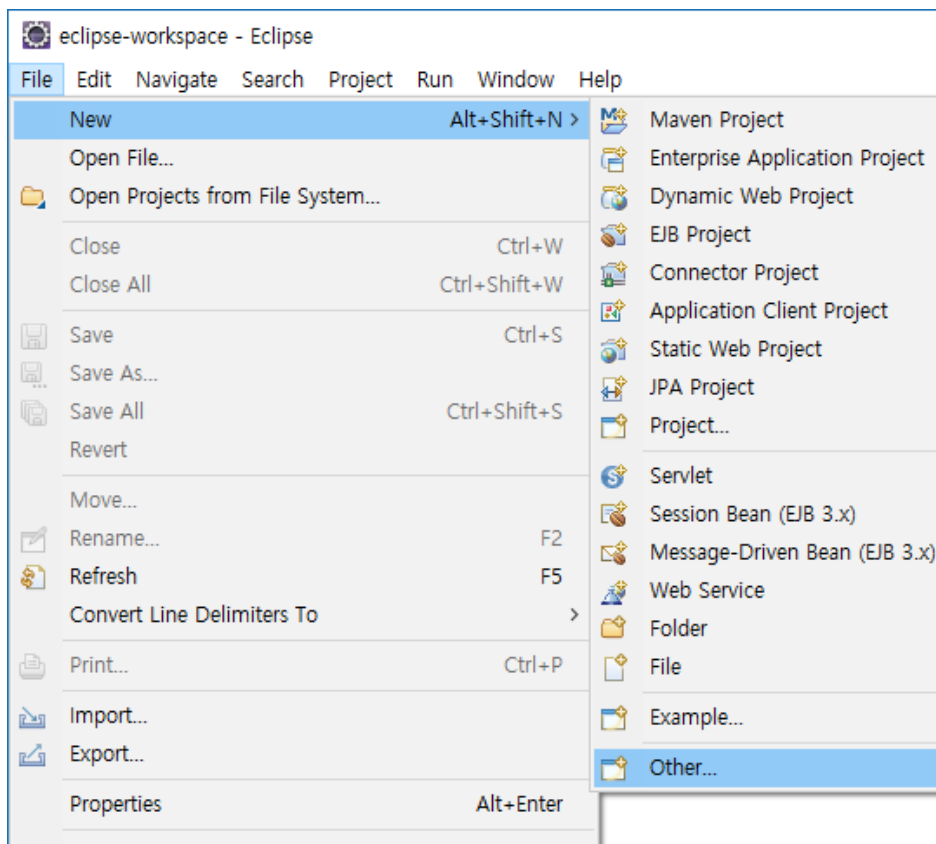 eclipse-workspace - Eclipse
File Edit Navigate Search Project Run Window Help
New Alt+Shift+N >
Open File...
Open Projects from File System...
Close Ctrl+W
Close All Ctrl+Shift+W
Save Ctrl+S
Save As...
Save All Ctrl+Shift+S
Revert
Move...
Rename... F2
Refresh F5
Convert Line Delimiters To >
Print... Ctrl+P
Import...
Export...
Properties Alt+Enter
Maven Project
Enterprise Application Project
Dynamic Web Project
EJB Project
Connector Project
Application Client Project
Static Web Project
JPA Project
Project...
Servlet
Session Bean (EJB 3.x)
Message-Driven Bean (EJB 3.x)
Web Service
Folder
File
Example...
Other...